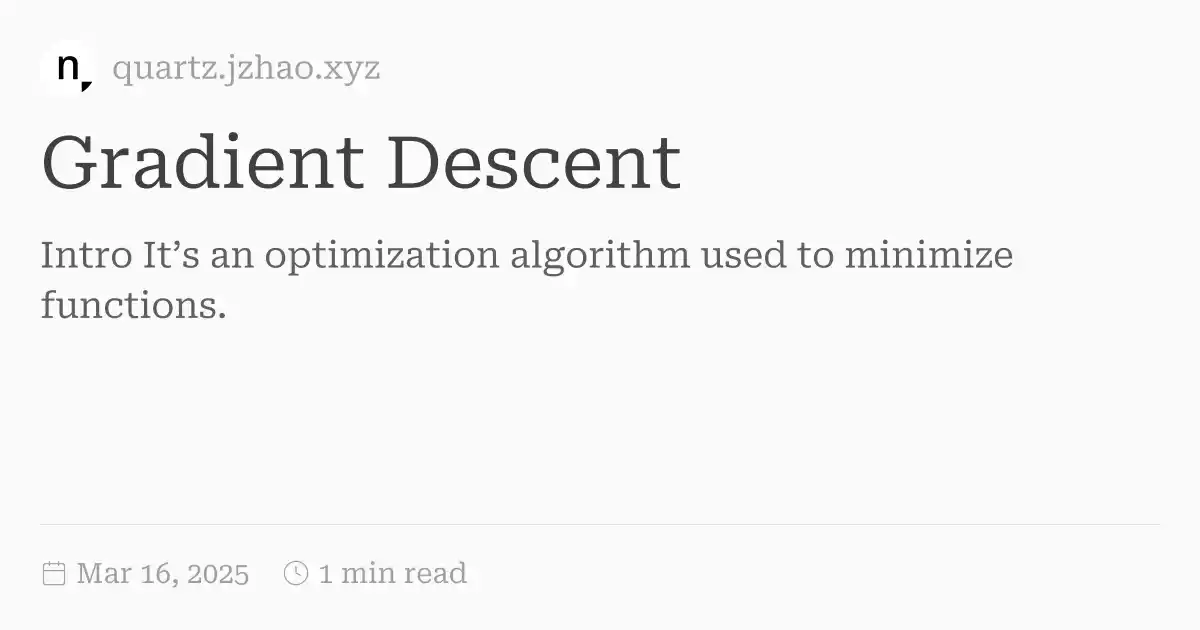 n
quartz.jzhao.xyz
Gradient Descent
Intro It’s an optimization algorithm used to minimize
functions.
Mar 16, 2025 1 min read